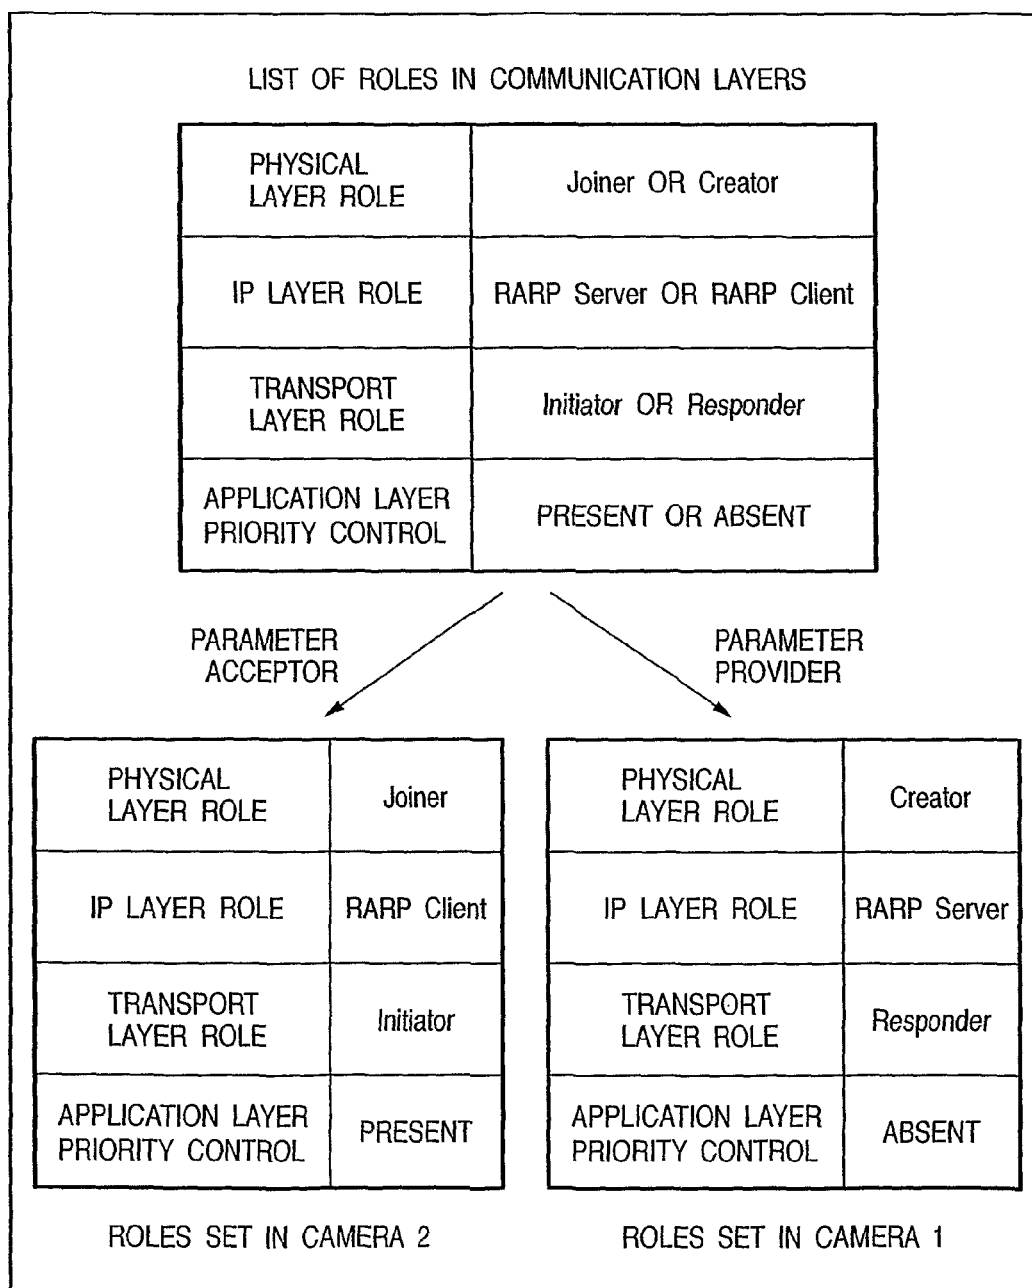 LIST OF ROLES IN COMMUNICATION LAYERS
PHYSICAL
LAYER ROLE
Joiner OR Creator
IP LAYER ROLE
RARP Server OR RARP Client
TRANSPORT
LAYER ROLE
Initiator OR Responder
APPLICATION LAYER
PRIORITY CONTROL
PRESENT OR ABSENT
PARAMETER
ACCEPTOR
PARAMETER
PROVIDER
PHYSICAL
LAYER ROLE
Joiner
IP LAYER ROLE
RARP Client
TRANSPORT
LAYER ROLE
Initiator
APPLICATION LAYER
PRIORITY CONTROL
PRESENT
ROLES SET IN CAMERA 2
PHYSICAL
LAYER ROLE
Creator
IP LAYER ROLE
RARP Server
TRANSPORT
LAYER ROLE
Responder
APPLICATION LAYER
PRIORITY CONTROL
ABSENT
ROLES SET IN CAMERA 1